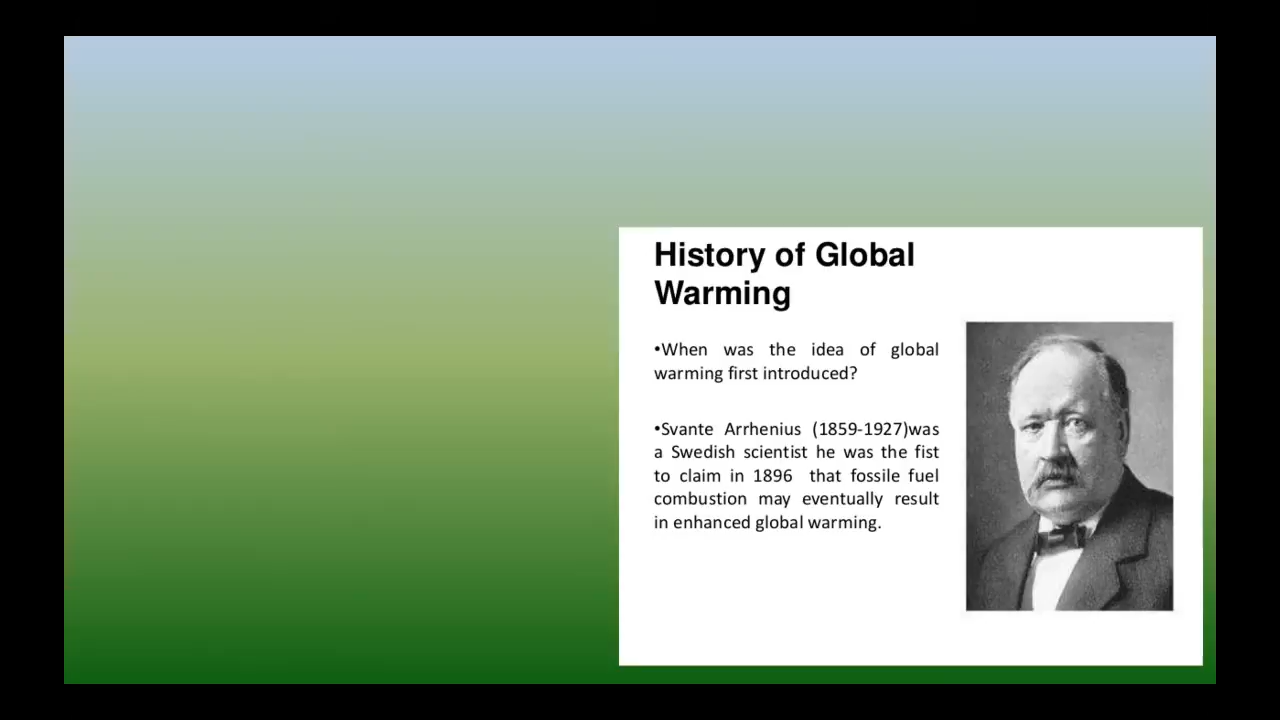 History of Global
Warming
•When was the idea of global
warming first introduced?
•Svante Arrhenius (1859-1927)was
a Swedish scientist he was the fist
to claim in 1896 that fossile fuel
combustion may eventually result
in enhanced global warming.